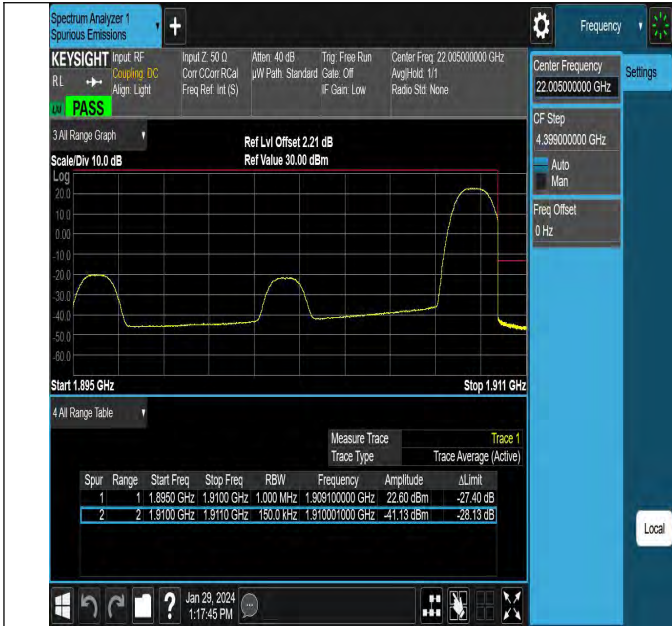 Spectrum Analyzer 1
Spurious Emissions
Frequency
KEYSIGHT
RL
LM PASS
Input: RF
Coupling: DC
Align: Light
Input Z: 50 Ω
Corr CCorr RCal
Freq Ref: Int (S)
Atten: 40 dB
µW Path: Standard
Trig: Free Run
Gate: Off
IF Gain: Low
Center Freq: 22.005000000 GHz
Avg|Hold: 1/1
Radio Std: None
Center Frequency
22.005000000 GHz
Settings
CF Step
4.399000000 GHz
Auto
Man
Freq Offset
0 Hz
3 All Range Graph
Scale/Div 10.0 dB
Ref Lvl Offset 2.21 dB
Ref Value 30.00 dBm
Log
20.0
10.0
0.00
-10.0
-20.0
-30.0
-40.0
-50.0
-60.0
Start 1.895 GHz Stop 1.911 GHz
4 All Range Table
Measure Trace Trace 1
Trace Type Trace Average (Active)
Spur Range Start Freq Stop Freq RBW Frequency Amplitude ΔLimit
1 1 1.8950 GHz 1.9100 GHz 1.000 MHz 1.909100000 GHz 22.60 dBm -27.40 dB
2 2 1.9100 GHz 1.9110 GHz 150.0 kHz 1.910001000 GHz -41.13 dBm -28.13 dB
Local
Jan 29, 2024
1:17:45 PM